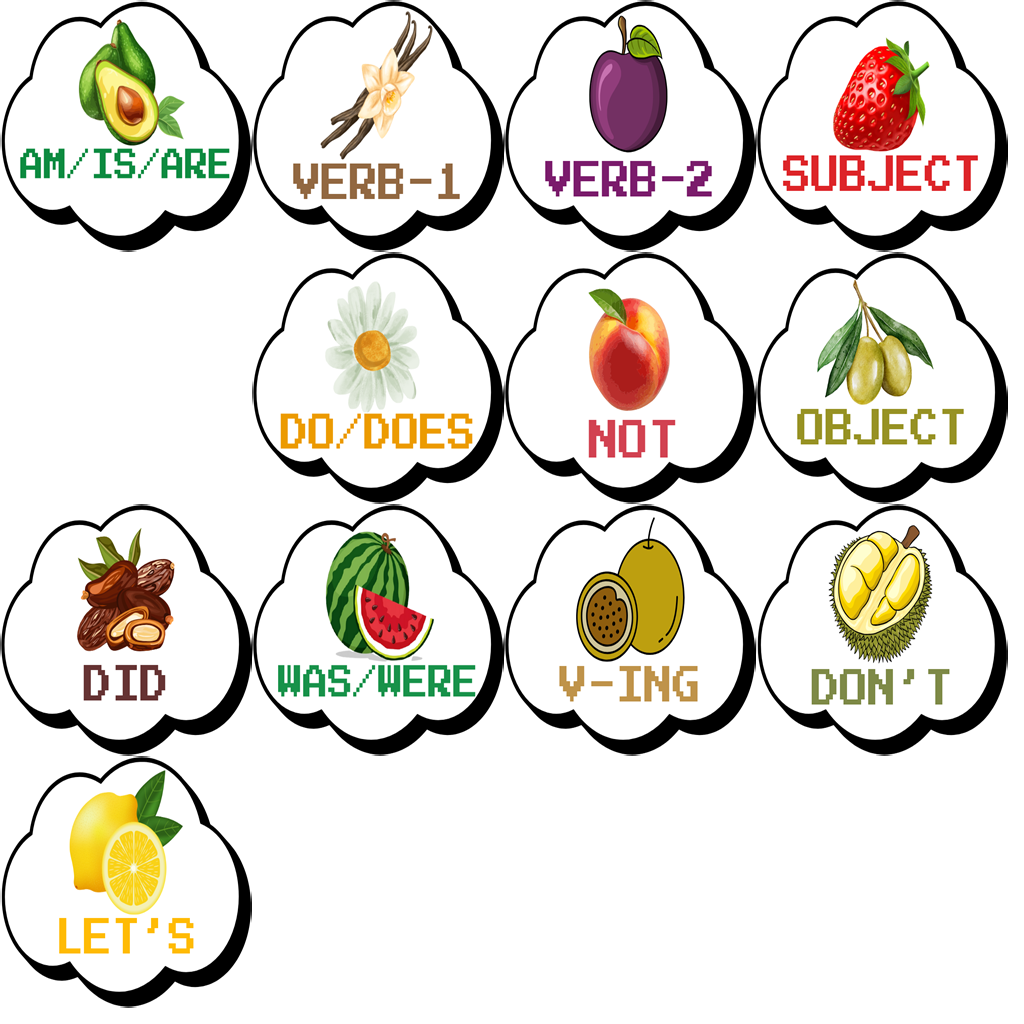 AM/IS/ARE
VERB-1
VERB-2
SUBJECT
DO/DOES
NOT
OBJECT
DID
WAS/WERE
V-ING
DON'T
LET'S